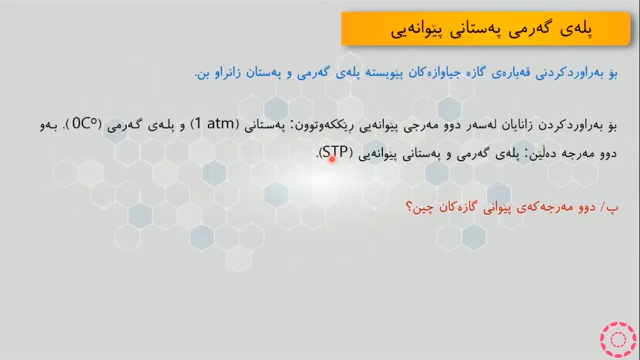 پلەی گەرمی پەستانی پێوانەیی
بۆ بەراوردکردنی قەبارەی گازە جیاوازەکان پێویستە پلەی گەرمی و پەستان زانراو بن.
بۆ بەراوردکردن زانایان لەسەر دوو مەرجی پێوانەیی ڕێککەوتوون: پەستانی (1 atm) و پلەی گەرمی (0Cº). بەو
دوو مەرجە دەڵێن: پلەی گەرمی و پەستانی پێوانەیی (STP).
پ/ دوو مەرجەکەی پێوانی گازەکان چین؟